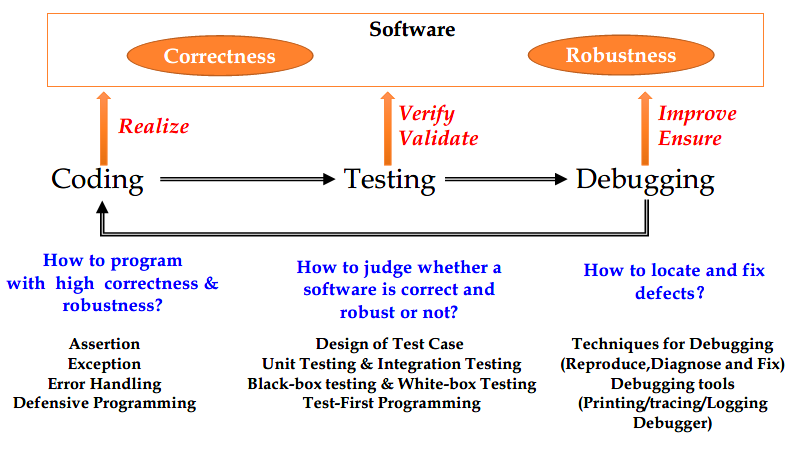 Software
Correctness
Robustness
Realize
Verify
Validate
Improve
Ensure
Coding
Testing
Debugging
How to program
with high correctness &
robustness?
How to judge whether a
software is correct and
robust or not?
How to locate and fix
defects?
Assertion
Exception
Error Handling
Defensive Programming
Design of Test Case
Unit Testing & Integration Testing
Black-box testing & White-box Testing
Test-First Programming
Techniques for Debugging
(Reproduce,Diagnose and Fix)
Debugging tools
(Printing/tracing/Logging
Debugger)